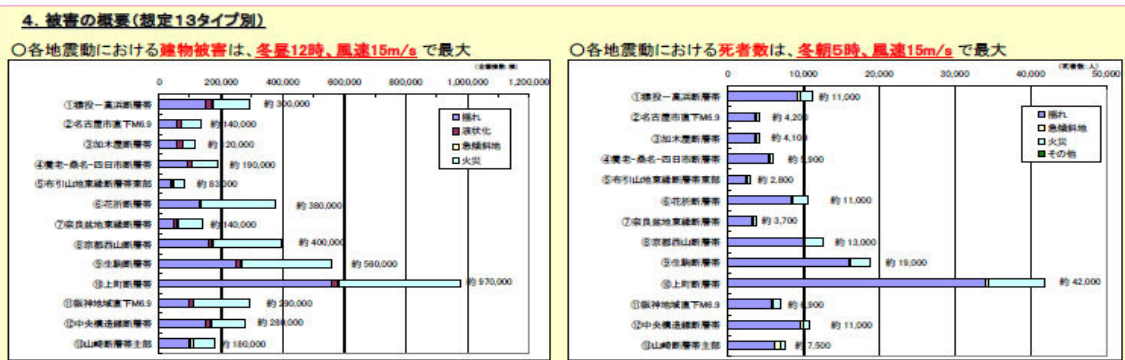 4. 被害の概要(想定13タイプ別)
○各地震動における建物被害は、冬昼12時、風速15m/s で最大
(全壊棟数:棟)
0 200,000 400,000 600,000 800,000 1,000,000 1,200,000
①猿投-高浜断層帯 約 300,000
②名古屋市直下M6.9 約 140,000
③加木屋断層帯 約 120,000
④養老-桑名-四日市断層帯 約 190,000
⑤布引山地東縁断層帯東部 約 83,000
⑥花折断層帯 約 380,000
⑦奈良盆地東縁断層帯 約 140,000
⑧京都西山断層帯 約 400,000
⑨生駒断層帯 約 560,000
⑩上町断層帯 約 970,000
⑪阪神地域直下M6.9 約 290,000
⑫中央構造線断層帯 約 280,000
⑬山崎断層帯主部 約 180,000
揺れ
液状化
急傾斜地
火災
○各地震動における死者数は、冬朝5時、風速15m/s で最大
(死者数:人)
0 10,000 20,000 30,000 40,000 50,000
①猿投-高浜断層帯 約 11,000
②名古屋市直下M6.9 約 4,200
③加木屋断層帯 約 4,100
④養老-桑名-四日市断層帯 約 5,900
⑤布引山地東縁断層帯東部 約 2,800
⑥花折断層帯 約 11,000
⑦奈良盆地東縁断層帯 約 3,700
⑧京都西山断層帯 約 13,000
⑨生駒断層帯 約 19,000
⑩上町断層帯 約 42,000
⑪阪神地域直下M6.9 約 6,900
⑫中央構造線断層帯 約 11,000
⑬山崎断層帯主部 約 7,500
揺れ
急傾斜地
火災
その他